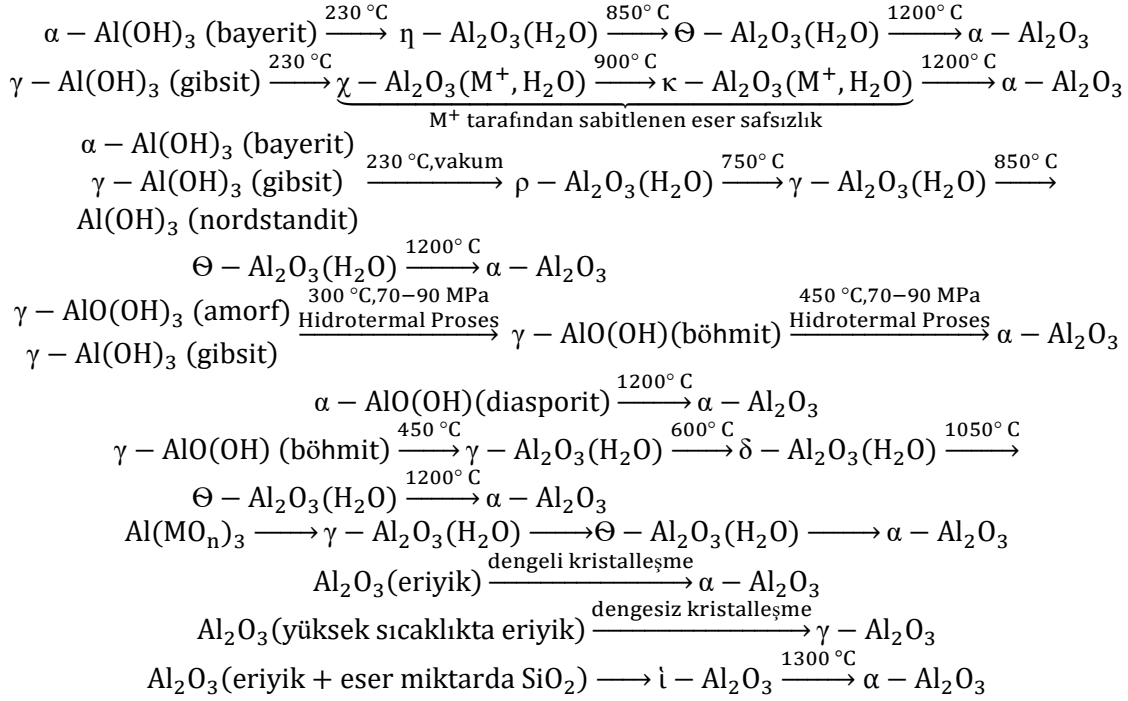 α − Al(OH)₃ (bayerit) —230 °C→ η − Al₂O₃(H₂O) —850° C→ Θ − Al₂O₃(H₂O) —1200° C→ α − Al₂O₃
γ − Al(OH)₃ (gibsit) —230 °C→ χ − Al₂O₃(M⁺, H₂O) —900° C→ κ − Al₂O₃(M⁺, H₂O) —1200° C→ α − Al₂O₃
M⁺ tarafından sabitlenen eser safsızlık
α − Al(OH)₃ (bayerit)
γ − Al(OH)₃ (gibsit) —230 °C,vakum→ ρ − Al₂O₃(H₂O) —750° C→ γ − Al₂O₃(H₂O) —850° C→
Al(OH)₃ (nordstandit)
Θ − Al₂O₃(H₂O) —1200° C→ α − Al₂O₃
γ − AlO(OH)₃ (amorf) —300 °C,70−90 MPa Hidrotermal Proses→ γ − AlO(OH)(böhmit) —450 °C,70−90 MPa Hidrotermal Proses→ α − Al₂O₃
γ − Al(OH)₃ (gibsit)
α − AlO(OH)(diasporit) —1200° C→ α − Al₂O₃
γ − AlO(OH) (böhmit) —450 °C→ γ − Al₂O₃(H₂O) —600° C→ δ − Al₂O₃(H₂O) —1050° C→
Θ − Al₂O₃(H₂O) —1200° C→ α − Al₂O₃
Al(MOₙ)₃ ⟶ γ − Al₂O₃(H₂O) ⟶ Θ − Al₂O₃(H₂O) ⟶ α − Al₂O₃
Al₂O₃(eriyik) —dengeli kristalleşme→ α − Al₂O₃
Al₂O₃(yüksek sıcaklıkta eriyik) —dengesiz kristalleşme→ γ − Al₂O₃
Al₂O₃(eriyik + eser miktarda SiO₂) ⟶ ὶ − Al₂O₃ —1300 °C→ α − Al₂O₃